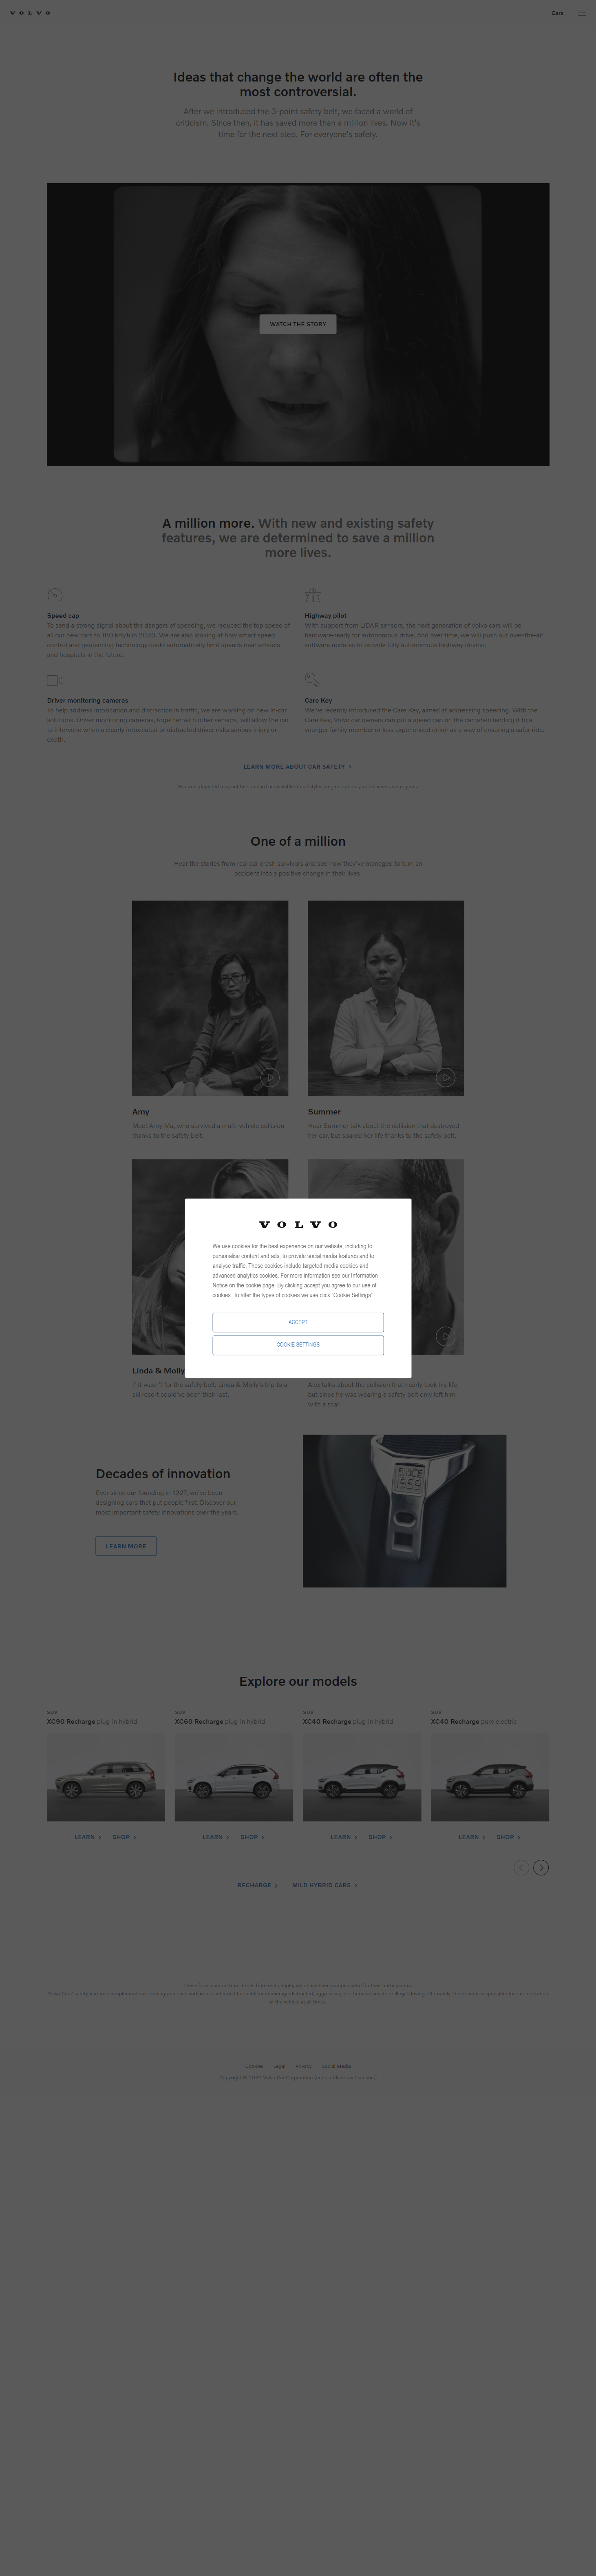 VOLVO
Cars
Ideas that change the world are often the
most controversial.
After we introduced the 3-point safety belt, we faced a world of
criticism. Since then, it has saved more than a million lives. Now it's
time for the next step. For everyone's safety.
WATCH THE STORY
A million more. With new and existing safety
features, we are determined to save a million
more lives.
Speed cap
To send a strong signal about the dangers of speeding, we reduced the top speed of
all our new cars to 180 km/h in 2020. We are also looking at how smart speed
control and geofencing technology could automatically limit speeds near schools
and hospitals in the future.
Highway pilot
With support from LiDAR sensors, the next generation of Volvo cars will be
hardware-ready for autonomous drive. And over time, we will push out over-the-air
software updates to provide fully autonomous highway driving.
Driver monitoring cameras
To help address intoxication and distraction in traffic, we are working on new in-car
solutions. Driver monitoring cameras, together with other sensors, will allow the car
to intervene when a clearly intoxicated or distracted driver risks serious injury or
death.
Care Key
We've recently introduced the Care Key, aimed at addressing speeding. With the
Care Key, Volvo car owners can put a speed cap on the car when lending it to a
younger family member or less experienced driver as a way of ensuring a safer ride.
LEARN MORE ABOUT CAR SAFETY
Features depicted may not be standard or available for all trucks, engine options, model years and regions.
One of a million
Hear the stories from real car crash survivors and see how they've managed to turn an
accident into a positive change in their lives.
Amy
Meet Amy Ma, who survived a multi-vehicle collision
thanks to the safety belt.
Summer
Hear Summer talk about the collision that destroyed
her car, but spared her life thanks to the safety belt.
VOLVO
We use cookies for the best experience on our website, including to
personalise content and ads, to provide social media features and to
analyse traffic. These cookies include targeted media cookies and
advanced analytics cookies. For more information see our Information
Notice on the cookie page. By clicking accept you agree to our use of
cookies. To alter the types of cookies we use click "Cookie Settings"
ACCEPT
COOKIE SETTINGS
Linda & Molly
If it wasn't for the safety belt, Linda & Molly's trip to a
ski resort could've been their last.
Alex talks about the collision that nearly took his life,
but since he was wearing a safety belt only left him
with a scar.
Decades of innovation
Ever since our founding in 1927, we've been
designing cars that put people first. Discover our
most important safety innovations over the years.
LEARN MORE
SINCE
1959
Explore our models
SUV
XC90 Recharge plug-in hybrid
SUV
XC60 Recharge plug-in hybrid
SUV
XC40 Recharge plug-in hybrid
SUV
XC40 Recharge pure electric
LEARN SHOP
LEARN SHOP
LEARN SHOP
LEARN SHOP
RECHARGE MILD HYBRID CARS
These films contain true stories from real people, who have been compensated for their participation.
Cookies Legal Privacy Social Media
Copyright © 2020 Volvo Car Corporation (or its affiliates or licensors)